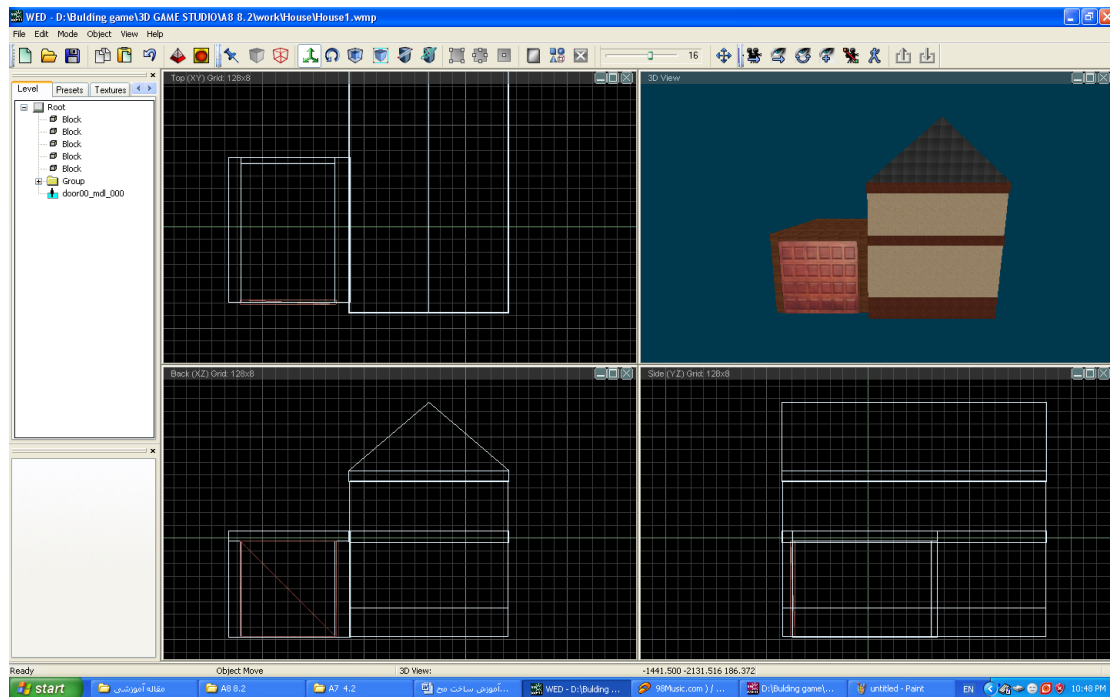 WED - D:\Bulding game\3D GAME STUDIO\A8 8.2\work\House\House1.wmp
File Edit Mode Object View Help
16
Level Presets Textures
Root
Block
Block
Block
Block
Block
Group
door00_mdl_000
Top (XY) Grid: 128x8
3D View
Back (XZ) Grid: 128x8
Side (YZ) Grid: 128x8
Ready Object Move 3D View: -1441.500 -2131.516 186.372
start مقاله آموزشی A8 8.2 A7 4.2 آموزش ساخت مچ... WED - D:\Bulding ... 98Music.com ) / ... D:\Bulding game\... untitled - Paint EN 10:48 PM